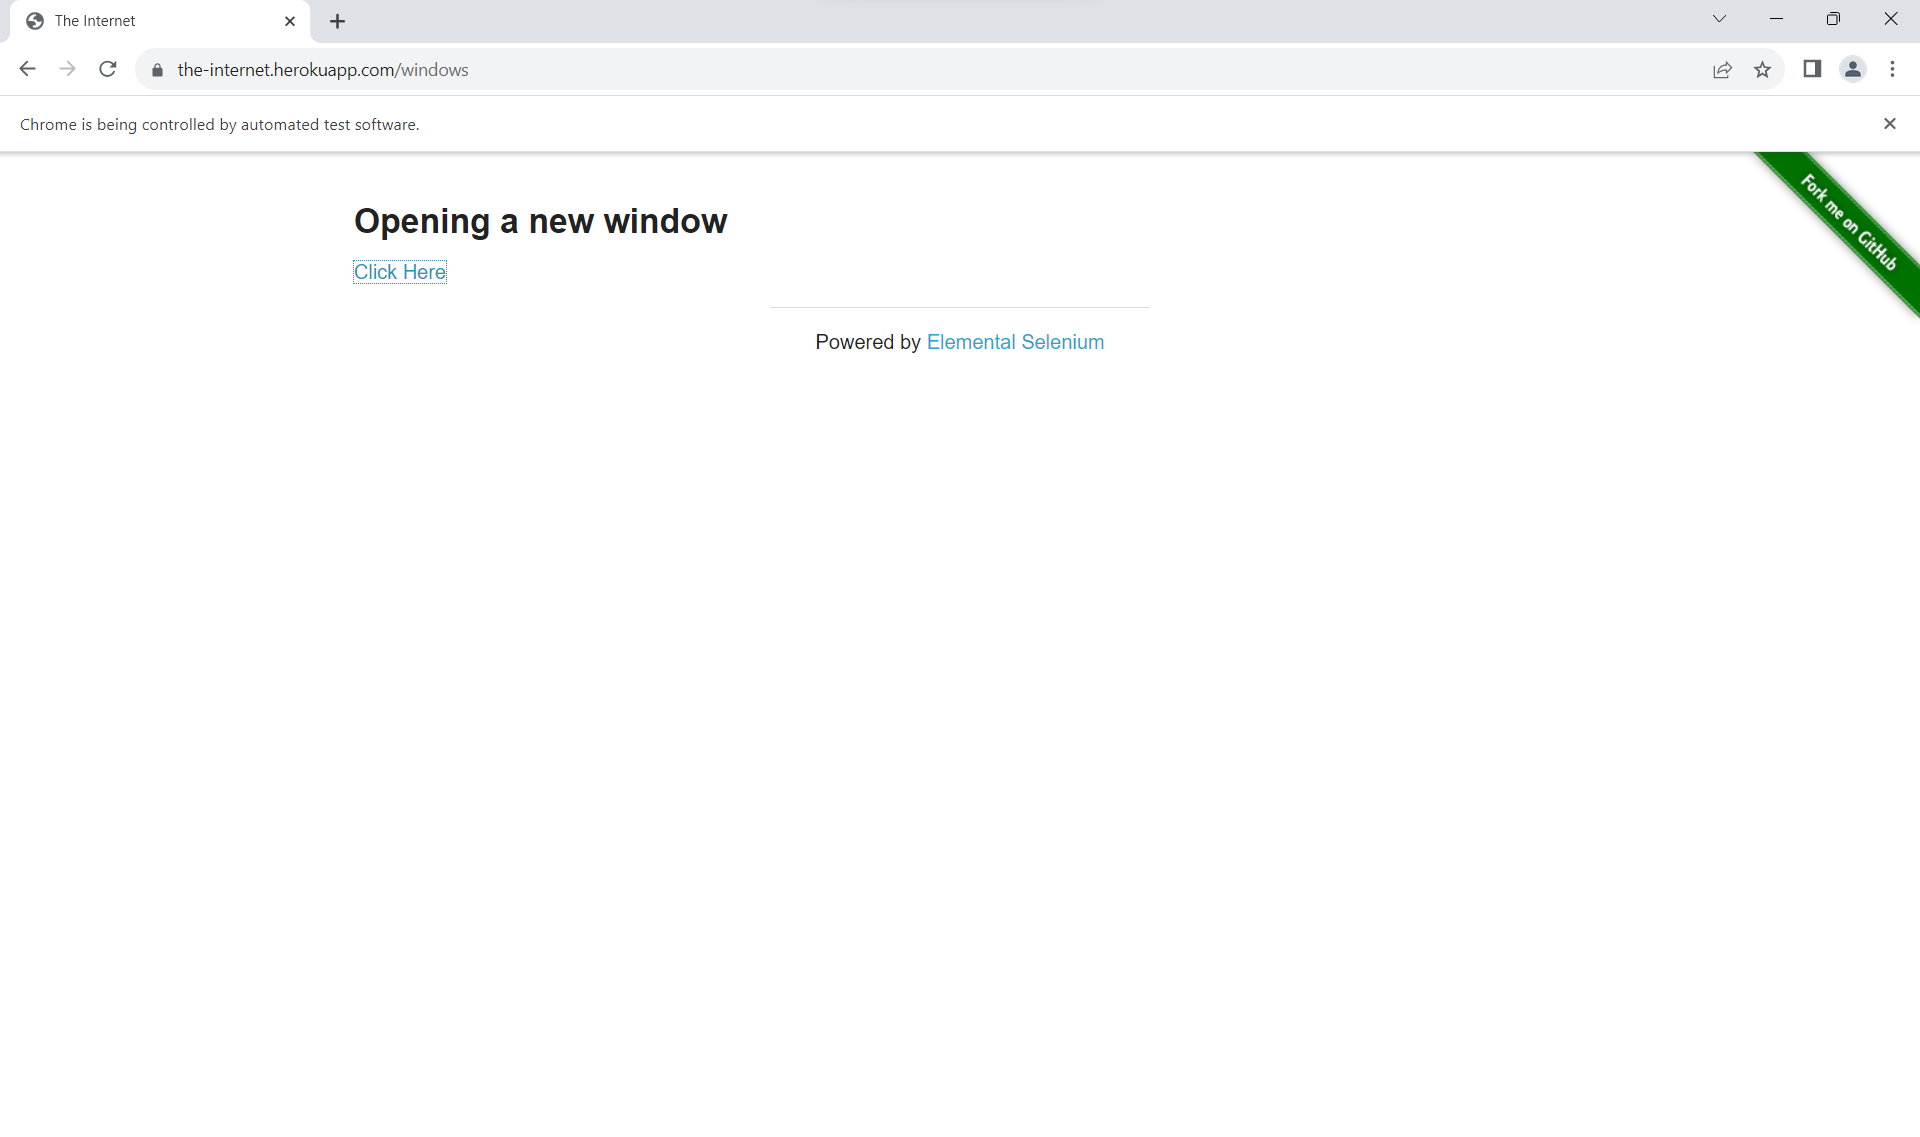 The Internet
the-internet.herokuapp.com/windows
Chrome is being controlled by automated test software.
Fork me on GitHub
Opening a new window
Click Here
Powered by Elemental Selenium